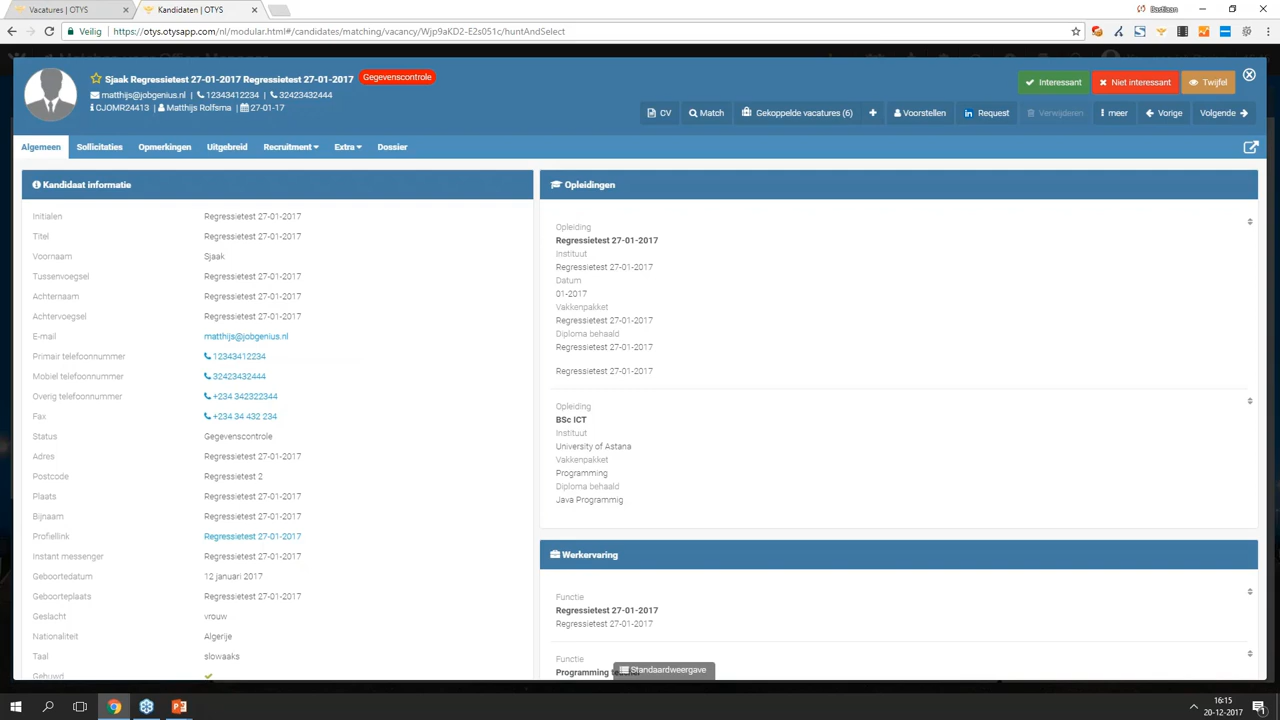 Vacatures | OTYS
Kandidaten | OTYS
Bastiaan
Veilig
https://otys.otysapp.com/nl/modular.html#/candidates/matching/vacancy/Wjp9aKD2-E2s051c/huntAndSelect
Sjaak Regressietest 27-01-2017 Regressietest 27-01-2017
Gegevenscontrole
matthijs@jobgenius.nl 12343412234 32423432444
CJOMR24413 Matthijs Rolfsma 27-01-17
Interessant
Niet interessant
Twijfel
CV
Match
Gekoppelde vacatures (6)
Voorstellen
Request
Verwijderen
meer
Vorige
Volgende
Algemeen
Sollicitaties
Opmerkingen
Uitgebreid
Recruitment
Extra
Dossier
Kandidaat informatie
Initialen Regressietest 27-01-2017
Titel Regressietest 27-01-2017
Voornaam Sjaak
Tussenvoegsel Regressietest 27-01-2017
Achternaam Regressietest 27-01-2017
Achtervoegsel Regressietest 27-01-2017
E-mail matthijs@jobgenius.nl
Primair telefoonnummer 12343412234
Mobiel telefoonnummer 32423432444
Overig telefoonnummer +234 342322344
Fax +234 34 432 234
Status Gegevenscontrole
Adres Regressietest 27-01-2017
Postcode Regressietest 2
Plaats Regressietest 27-01-2017
Bijnaam Regressietest 27-01-2017
Profiellink Regressietest 27-01-2017
Instant messenger Regressietest 27-01-2017
Geboortedatum 12 januari 2017
Geboorteplaats Regressietest 27-01-2017
Geslacht vrouw
Nationaliteit Algerije
Taal slowaaks
Gehuwd
Opleidingen
Opleiding
Regressietest 27-01-2017
Instituut
Regressietest 27-01-2017
Datum
01-2017
Vakkenpakket
Regressietest 27-01-2017
Diploma behaald
Regressietest 27-01-2017
Regressietest 27-01-2017
Opleiding
BSc ICT
Instituut
University of Astana
Vakkenpakket
Programming
Diploma behaald
Java Programmig
Werkervaring
Functie
Regressietest 27-01-2017
Regressietest 27-01-2017
Functie
Programming
Standaardweergave
16:15
20-12-2017